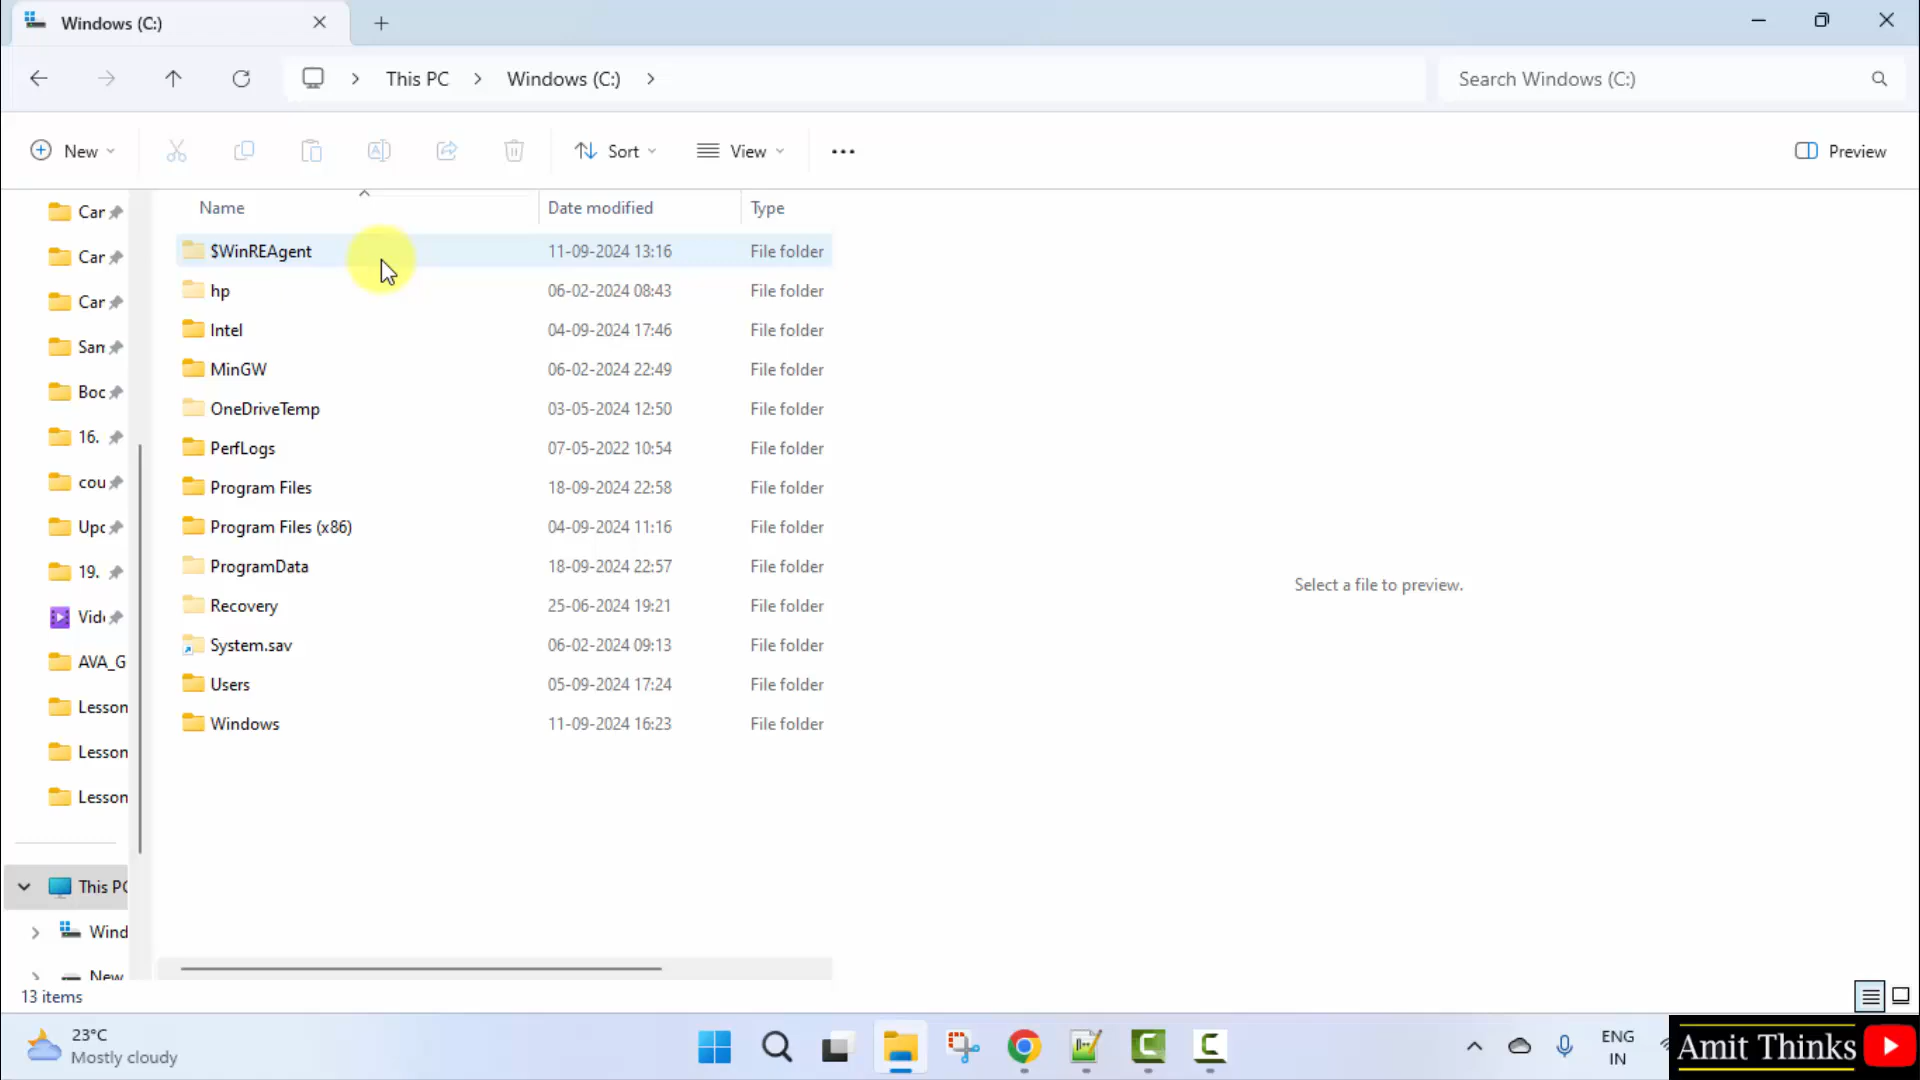 Windows (C:)
This PC
Windows (C:)
Search Windows (C:)
New
Sort
View
Preview
Name
Date modified
Type
$WinREAgent 11-09-2024 13:16 File folder
hp 06-02-2024 08:43 File folder
Intel 04-09-2024 17:46 File folder
MinGW 06-02-2024 22:49 File folder
OneDriveTemp 03-05-2024 12:50 File folder
PerfLogs 07-05-2022 10:54 File folder
Program Files 18-09-2024 22:58 File folder
Program Files (x86) 04-09-2024 11:16 File folder
ProgramData 18-09-2024 22:57 File folder
Recovery 25-06-2024 19:21 File folder
System.sav 06-02-2024 09:13 File folder
Users 05-09-2024 17:24 File folder
Windows 11-09-2024 16:23 File folder
Car
Car
Car
San
Boc
16.
cou
Upc
19.
Vid
AVA_G
Lesson
Lesson
Lesson
This PC
Wind
New
Select a file to preview.
13 items
23°C
Mostly cloudy
ENG
IN
Amit Thinks